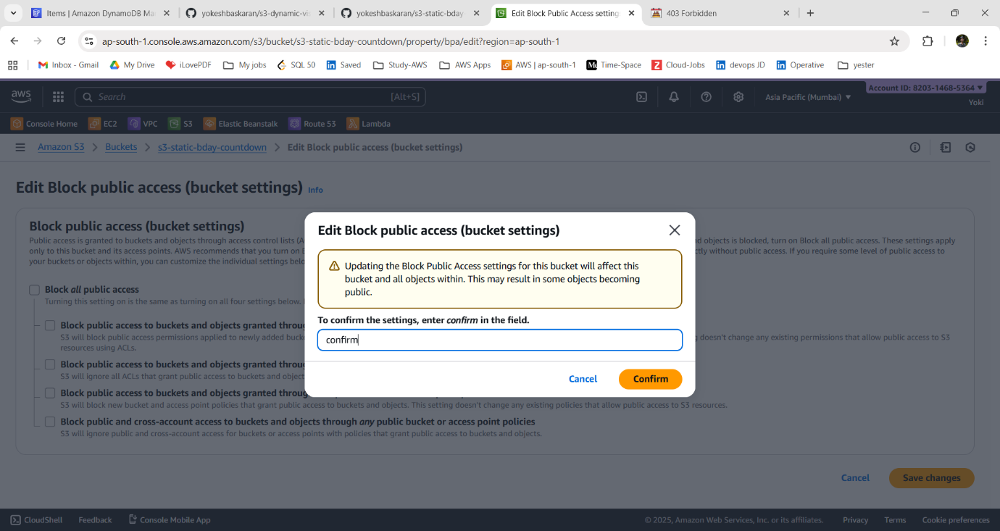 Items | Amazon DynamoDB Ma
yokeshbaskaran/s3-dynamic-vi
yokeshbaskaran/s3-static-bday-
Edit Block Public Access setting
403 Forbidden
ap-south-1.console.aws.amazon.com/s3/bucket/s3-static-bday-countdown/property/bpa/edit?region=ap-south-1
Inbox - Gmail
My Drive
iLovePDF
My jobs
SQL 50
Saved
Study-AWS
AWS Apps
AWS | ap-south-1
Time-Space
Cloud-Jobs
devops JD
Operative
yester
aws
Search
[Alt+S]
Asia Pacific (Mumbai)
Account ID: 8203-1468-5364
Yoki
Console Home
EC2
VPC
S3
Elastic Beanstalk
Route 53
Lambda
Amazon S3
Buckets
s3-static-bday-countdown
Edit Block public access (bucket settings)
Edit Block public access (bucket settings)
Info
Block public access (bucket settings)
Public access is granted to buckets and objects through access control lists (A
d objects is blocked, turn on Block all public access. These settings apply
only to this bucket and its access points. AWS recommends that you turn on
ctly without public access. If you require some level of public access to
your buckets or objects within, you can customize the individual settings belo
Block all public access
Turning this setting on is the same as turning on all four settings below.
Block public access to buckets and objects granted throug
S3 will block public access permissions applied to newly added bucke
g doesn't change any existing permissions that allow public access to S3
resources using ACLs.
Block public access to buckets and objects granted throug
S3 will ignore all ACLs that grant public access to buckets and object
Block public access to buckets and objects granted throug
S3 will block new bucket and access point policies that grant public access to buckets and objects. This setting doesn't change any existing policies that allow public access to S3 resources.
Block public and cross-account access to buckets and objects through any public bucket or access point policies
S3 will ignore public and cross-account access for buckets or access points with policies that grant public access to buckets and objects.
Edit Block public access (bucket settings)
Updating the Block Public Access settings for this bucket will affect this
bucket and all objects within. This may result in some objects becoming
public.
To confirm the settings, enter confirm in the field.
confirm
Cancel
Confirm
Cancel
Save changes
CloudShell
Feedback
Console Mobile App
© 2025, Amazon Web Services, Inc. or its affiliates.
Privacy
Terms
Cookie preferences